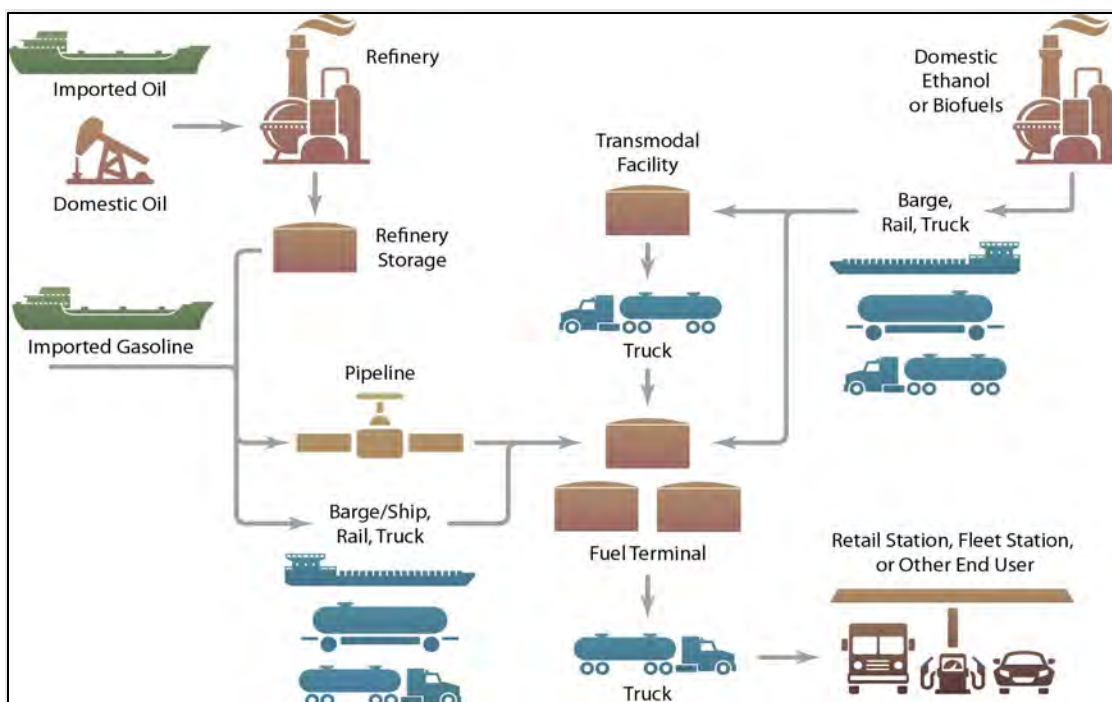 Imported Oil
Refinery
Domestic
Ethanol
or Biofuels
Domestic Oil
Transmodal
Facility
Refinery
Storage
Barge,
Rail, Truck
Imported Gasoline
Truck
Pipeline
Barge/Ship,
Rail, Truck
Fuel Terminal
Retail Station, Fleet Station,
or Other End User
Truck